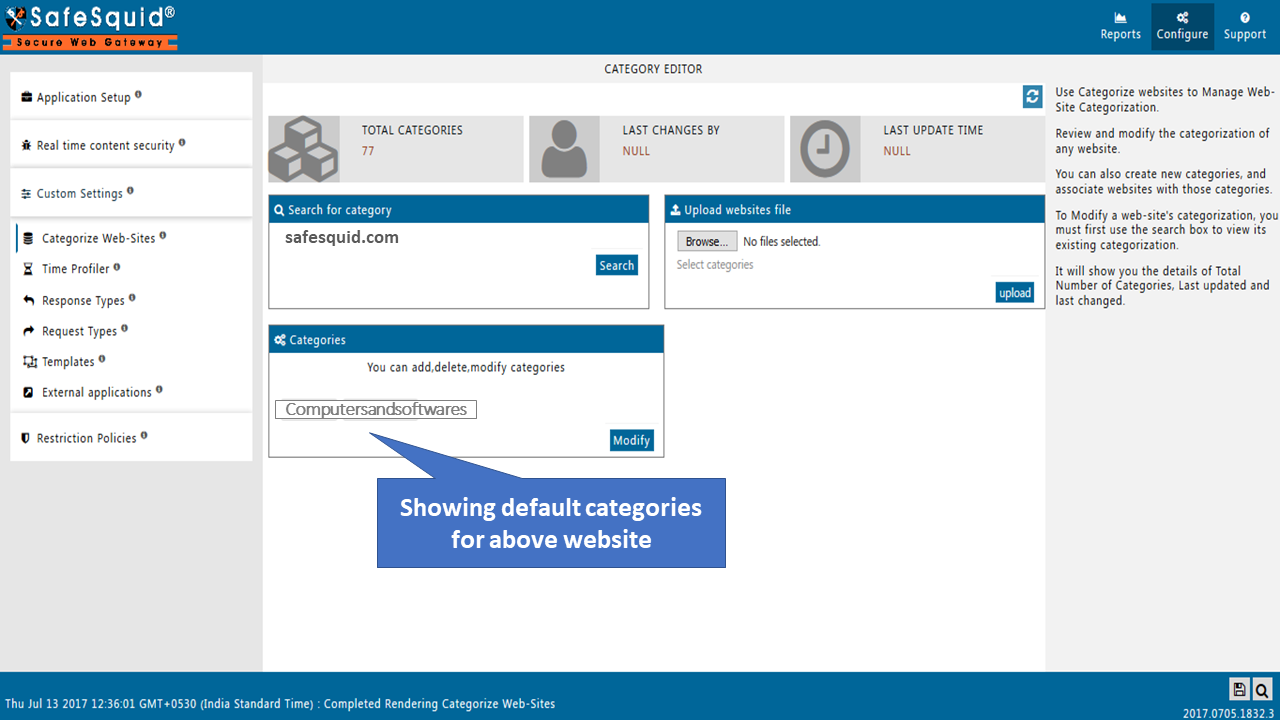 SafeSquid®
Secure Web Gateway
Reports
Configure
Support
Application Setup
Real time content security
Custom Settings
Categorize Web-Sites
Time Profiler
Response Types
Request Types
Templates
External applications
Restriction Policies
CATEGORY EDITOR
TOTAL CATEGORIES
77
LAST CHANGES BY
NULL
LAST UPDATE TIME
NULL
Search for category
safesquid.com
Search
Upload websites file
Browse... No files selected.
Select categories
upload
Categories
You can add,delete,modify categories
Computersandsoftwares
Modify
Showing default categories
for above website
Use Categorize websites to Manage Web-
Site Categorization.
Review and modify the categorization of
any website.
You can also create new categories, and
associate websites with those categories.
To Modify a web-site's categorization, you
must first use the search box to view its
existing categorization.
It will show you the details of Total
Number of Categories, Last updated and
last changed.
Thu Jul 13 2017 12:36:01 GMT+0530 (India Standard Time) : Completed Rendering Categorize Web-Sites
2017.0705.1832.3